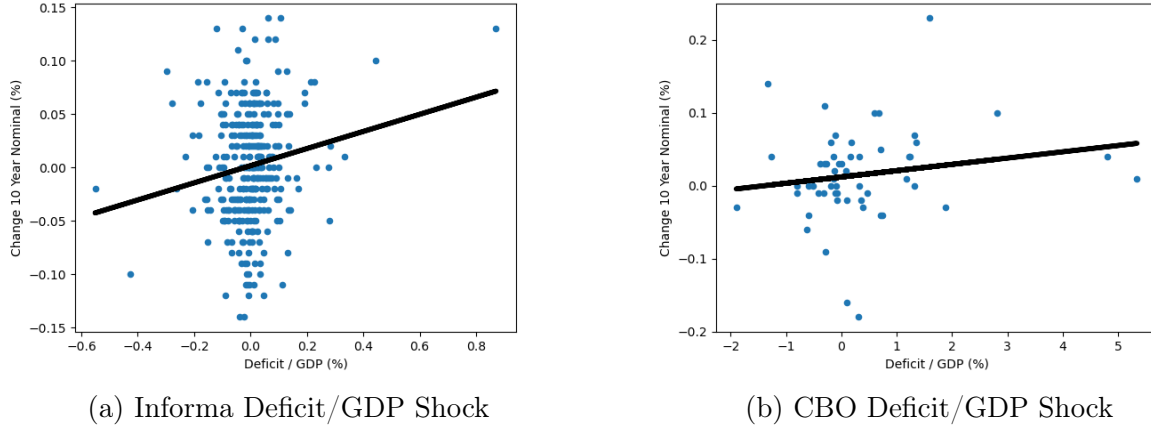 0.15
0.10
0.05
0.00
−0.05
−0.10
−0.15
Change 10 Year Nominal (%)
−0.6 −0.4 −0.2 0.0 0.2 0.4 0.6 0.8
Deficit / GDP (%)
(a) Informa Deficit/GDP Shock
0.2
0.1
0.0
−0.1
−0.2
Change 10 Year Nominal (%)
−2 −1 0 1 2 3 4 5
Deficit / GDP (%)
(b) CBO Deficit/GDP Shock